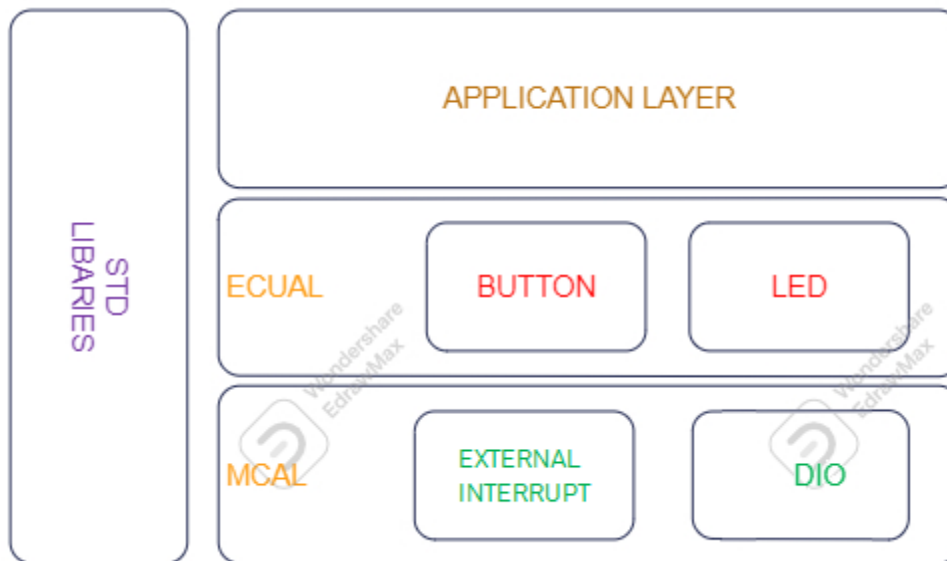 STD
LIBARIES
APPLICATION LAYER
ECUAL
BUTTON
LED
MCAL
EXTERNAL
INTERRUPT
DIO
Wondershare
EdrawMax
Wondershare
EdrawMax